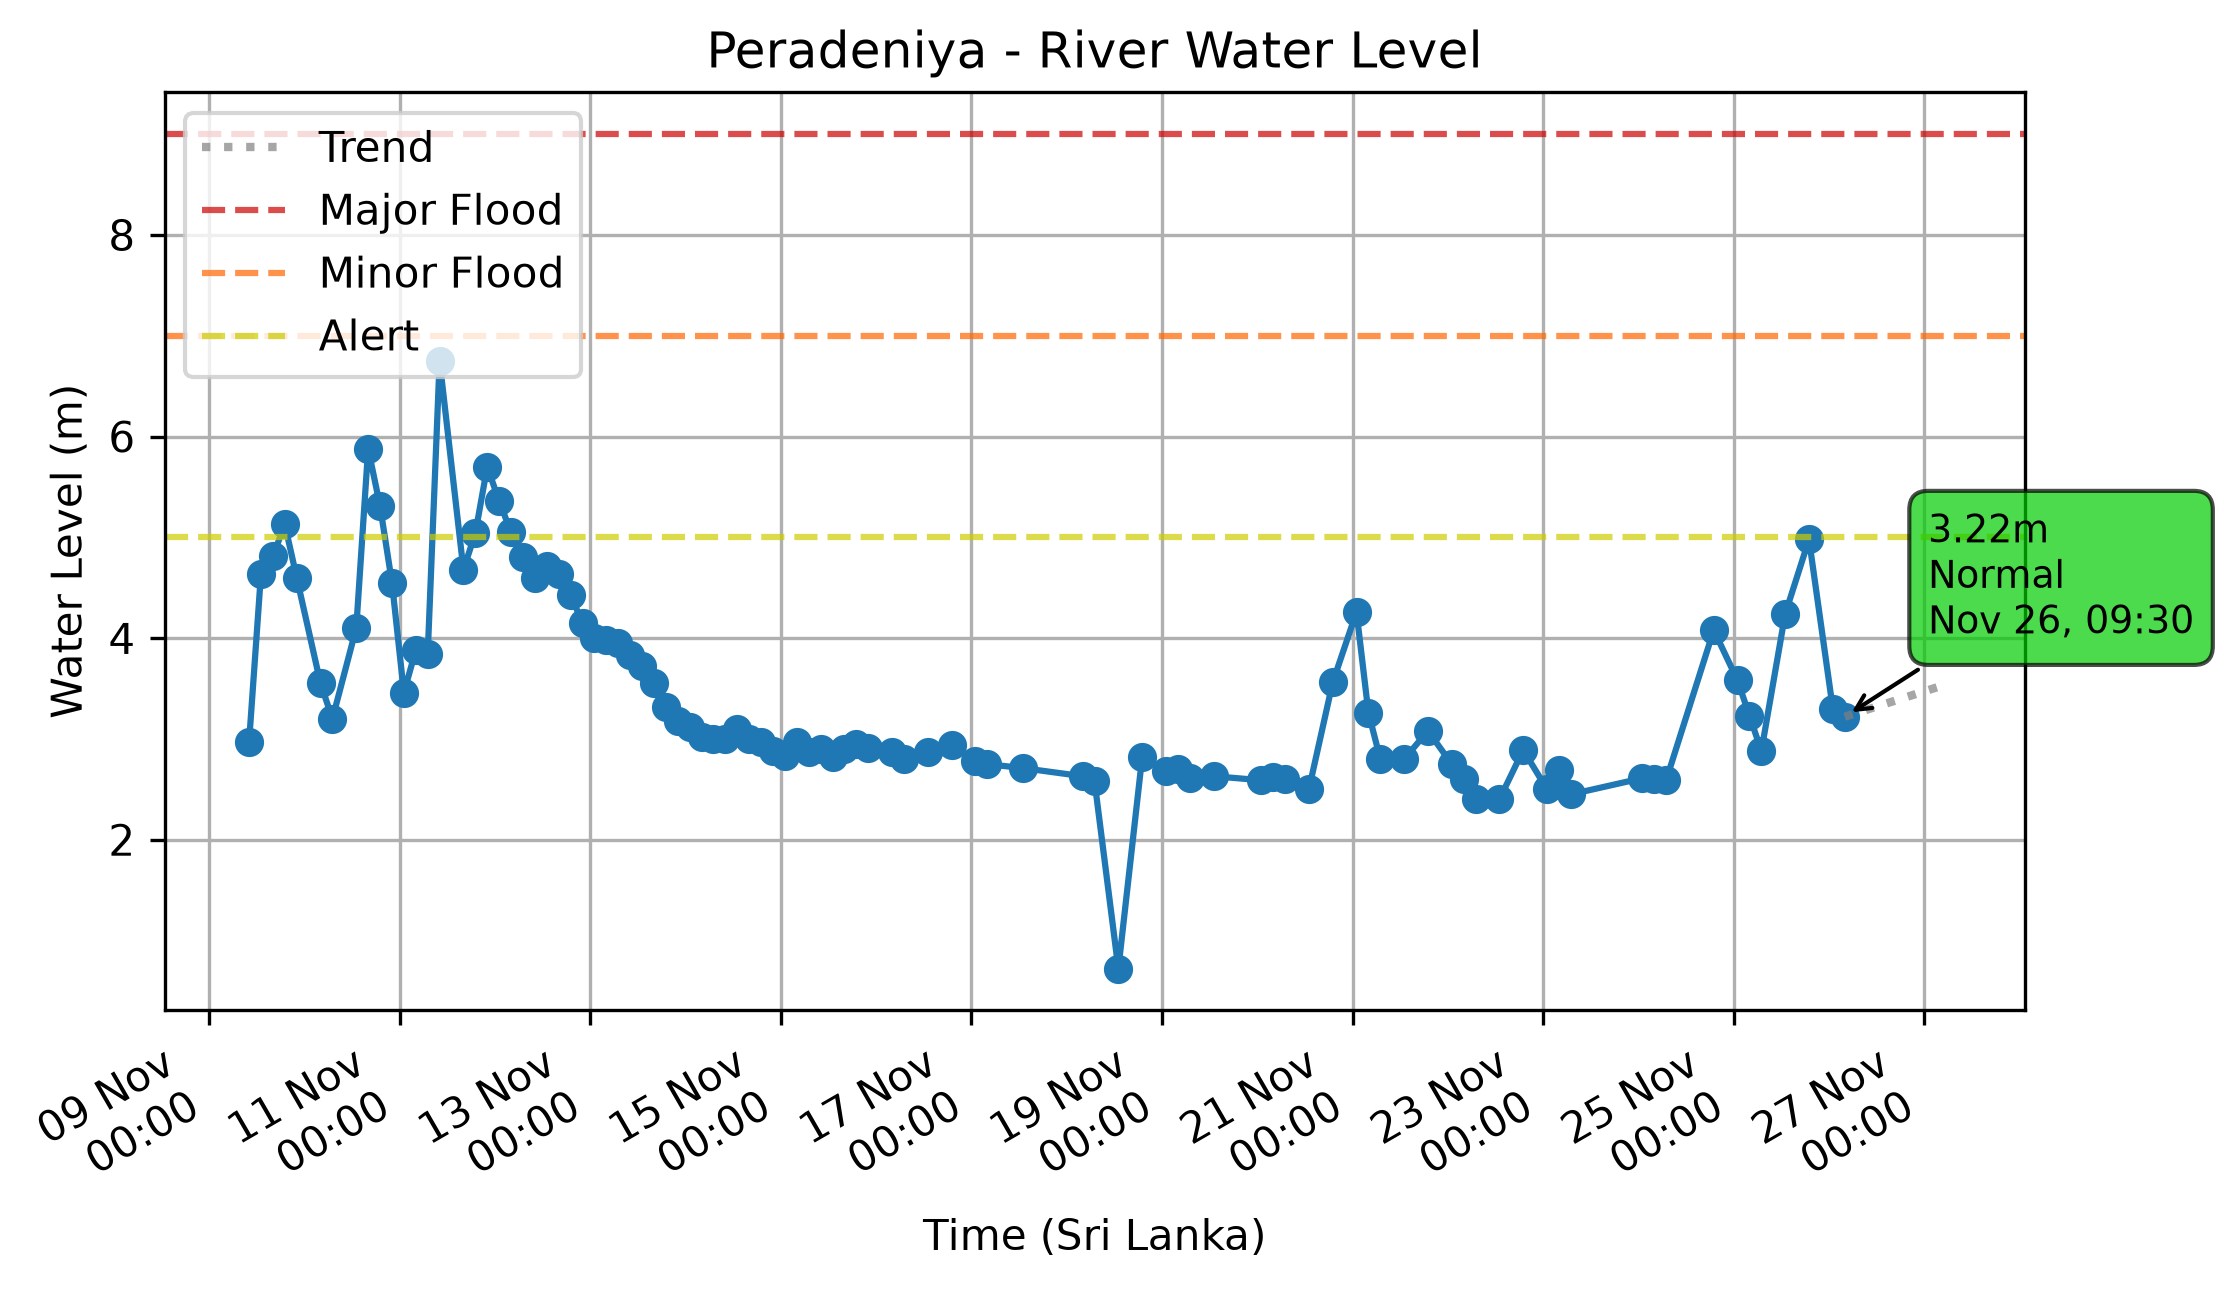 Peradeniya - River Water Level
Trend
Major Flood
Minor Flood
Alert
8
6
4
2
Water Level (m)
3.22m
Normal
Nov 26, 09:30
09 Nov
00:00
11 Nov
00:00
13 Nov
00:00
15 Nov
00:00
17 Nov
00:00
19 Nov
00:00
21 Nov
00:00
23 Nov
00:00
25 Nov
00:00
27 Nov
00:00
Time (Sri Lanka)